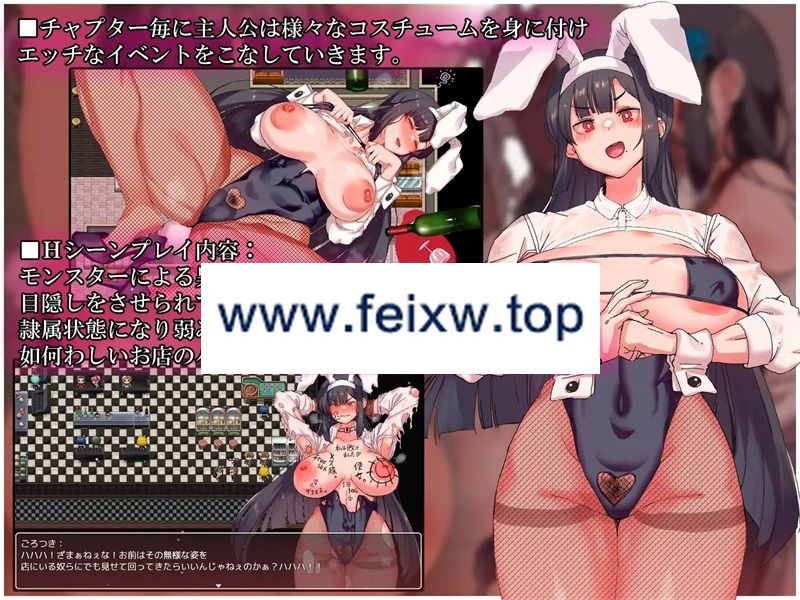 ■チャプター毎に主人公は様々なコスチュームを身に付け
エッチなイベントをこなしていきます。
■Hシーンプレイ内容：
モンスターによる
目隠しをさせられて
隷属状態になり弱み
如何わしいお店の
www.feixw.top
ごろつき：
ハハハ！ざまぁねぇな！お前はその無様な姿を
店にいる奴らにでも見せて回ってきたらいいんじゃねぇのかぁ？ハハハ！！